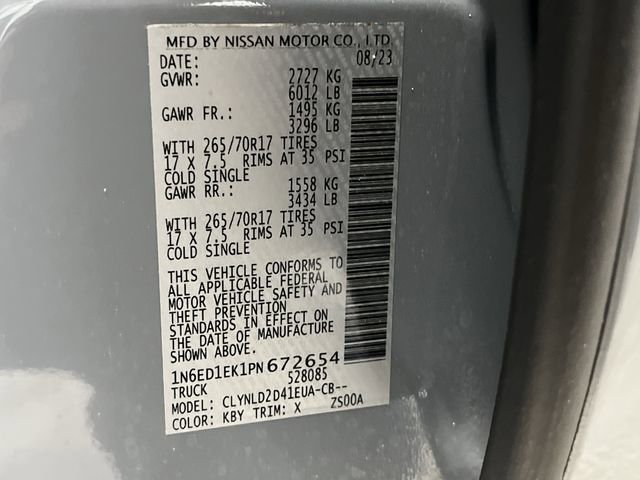 MFD BY NISSAN MOTOR CO., LTD.
DATE: 08/23
GVWR: 2727 KG
6012 LB
GAWR FR.: 1495 KG
3296 LB
WITH 265/70R17 TIRES
17 X 7.5 RIMS AT 35 PSI
COLD SINGLE
GAWR RR.: 1558 KG
3434 LB
WITH 265/70R17 TIRES
17 X 7.5 RIMS AT 35 PSI
COLD SINGLE
THIS VEHICLE CONFORMS TO
ALL APPLICABLE FEDERAL
MOTOR VEHICLE SAFETY AND
THEFT PREVENTION
STANDARDS IN EFFECT ON
THE DATE OF MANUFACTURE
SHOWN ABOVE.
1N6ED1EK1PN672654
TRUCK 528085
MODEL: CLYNLD2D41EUA-CB--
COLOR: KBY TRIM: X ZS00A